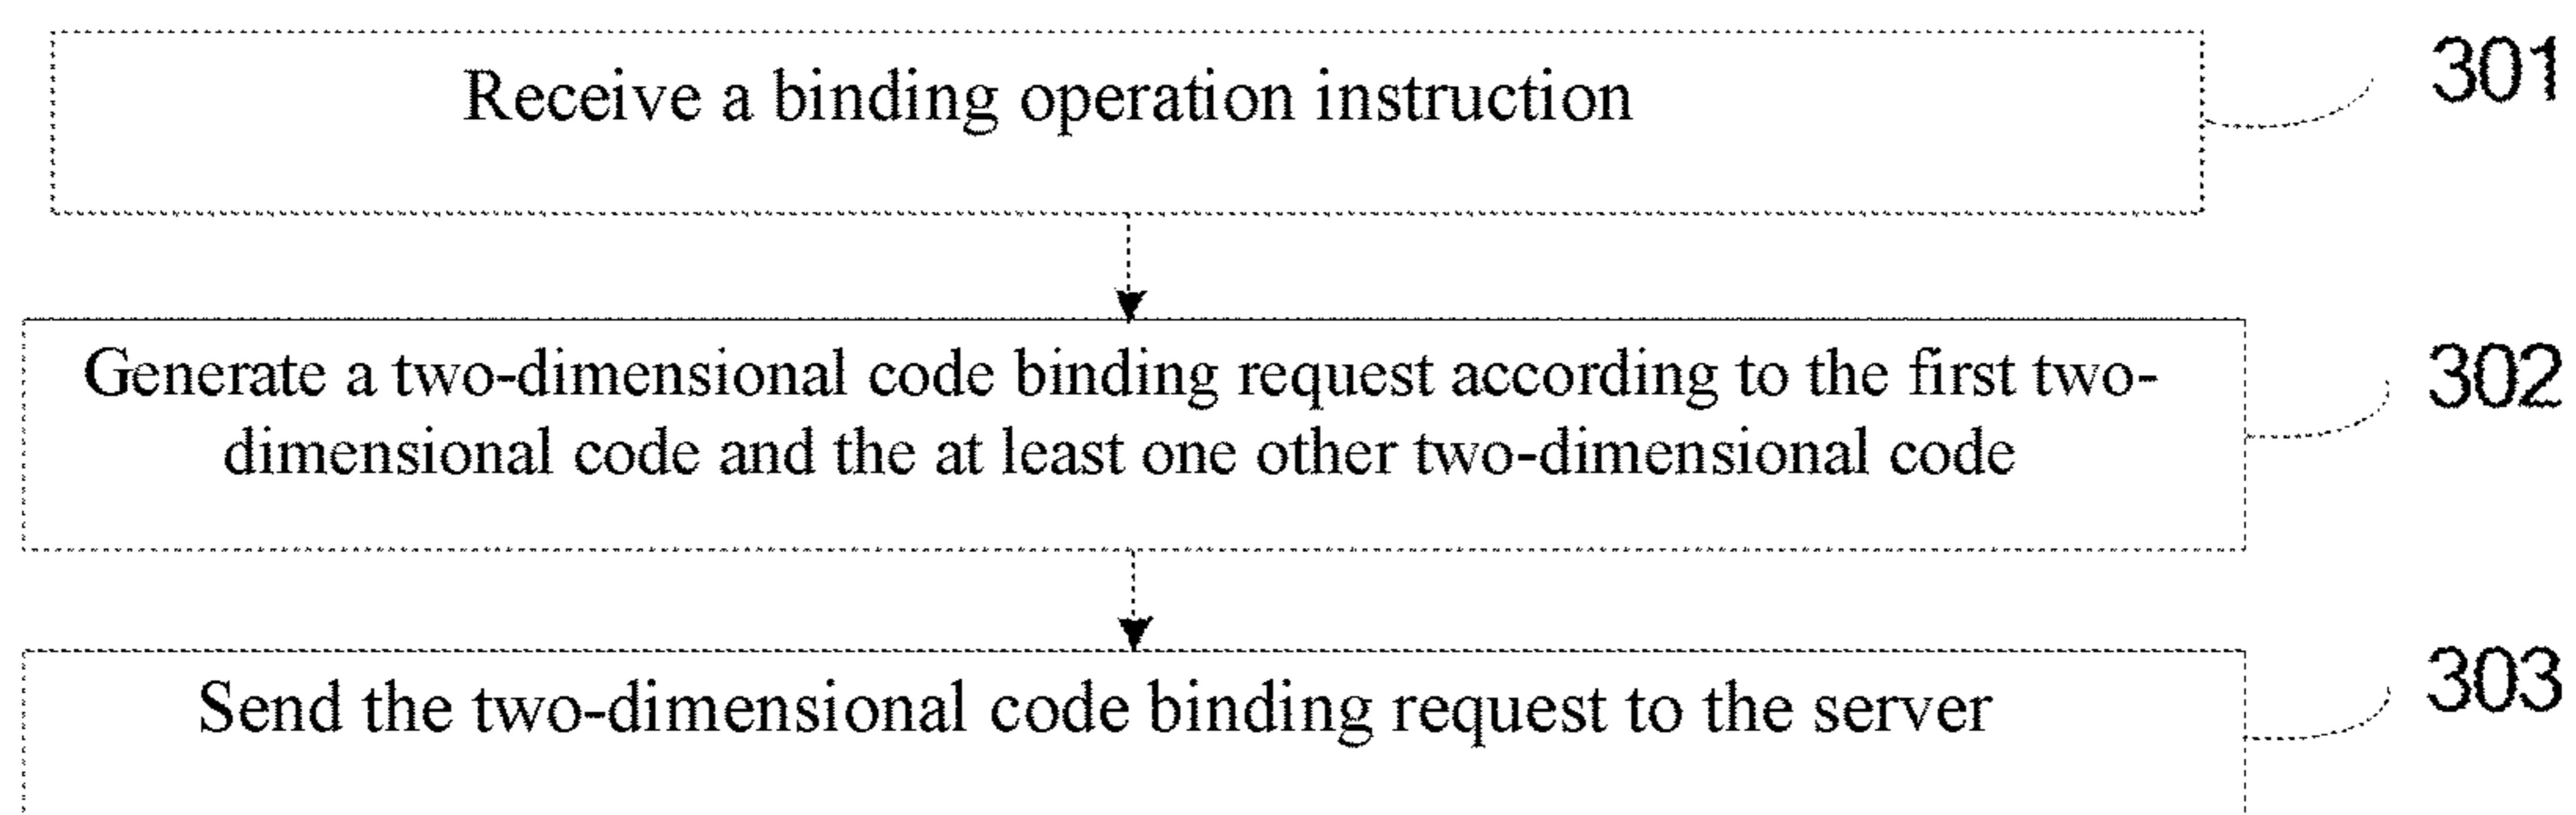 Receive a binding operation instruction
301
Generate a two-dimensional code binding request according to the first two-
dimensional code and the at least one other two-dimensional code
302
Send the two-dimensional code binding request to the server
303